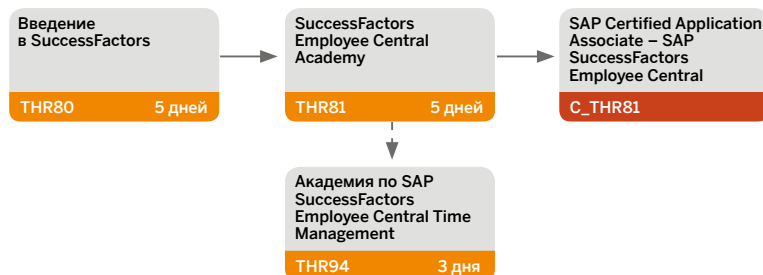 Введение
в SuccessFactors
THR80 5 дней
SuccessFactors
Employee Central
Academy
THR81 5 дней
SAP Certified Application
Associate – SAP
SuccessFactors
Employee Central
C_THR81
Академия по SAP
SuccessFactors
Employee Central Time
Management
THR94 3 дня